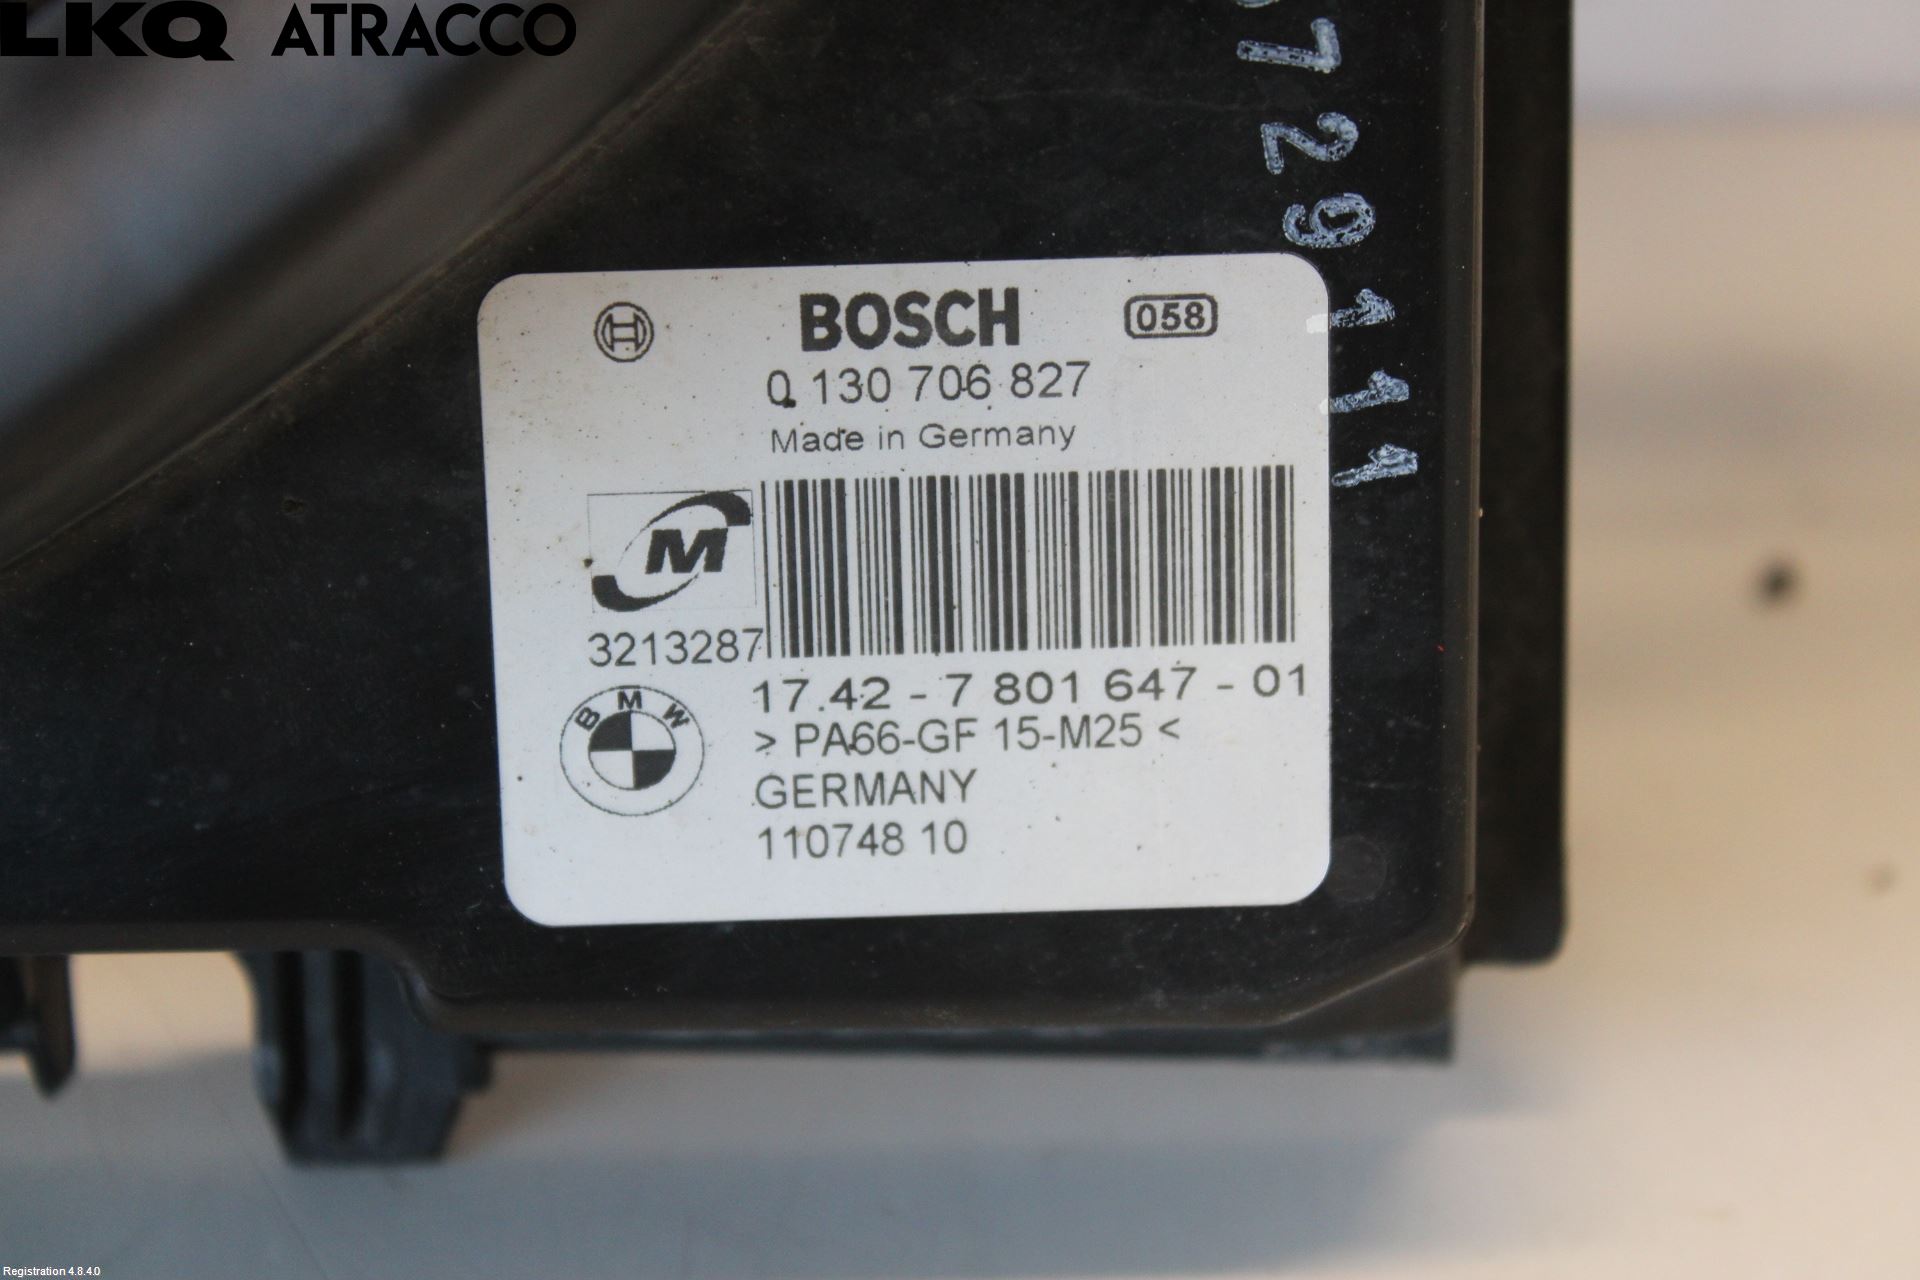 LKQ ATRACCO
729111
BOSCH
058
0 130 706 827
Made in Germany
M
3213287
17.42 - 7 801 647 - 01
BMW
> PA66-GF 15-M25 <
GERMANY
110748 10
Registration 4.8.4.0